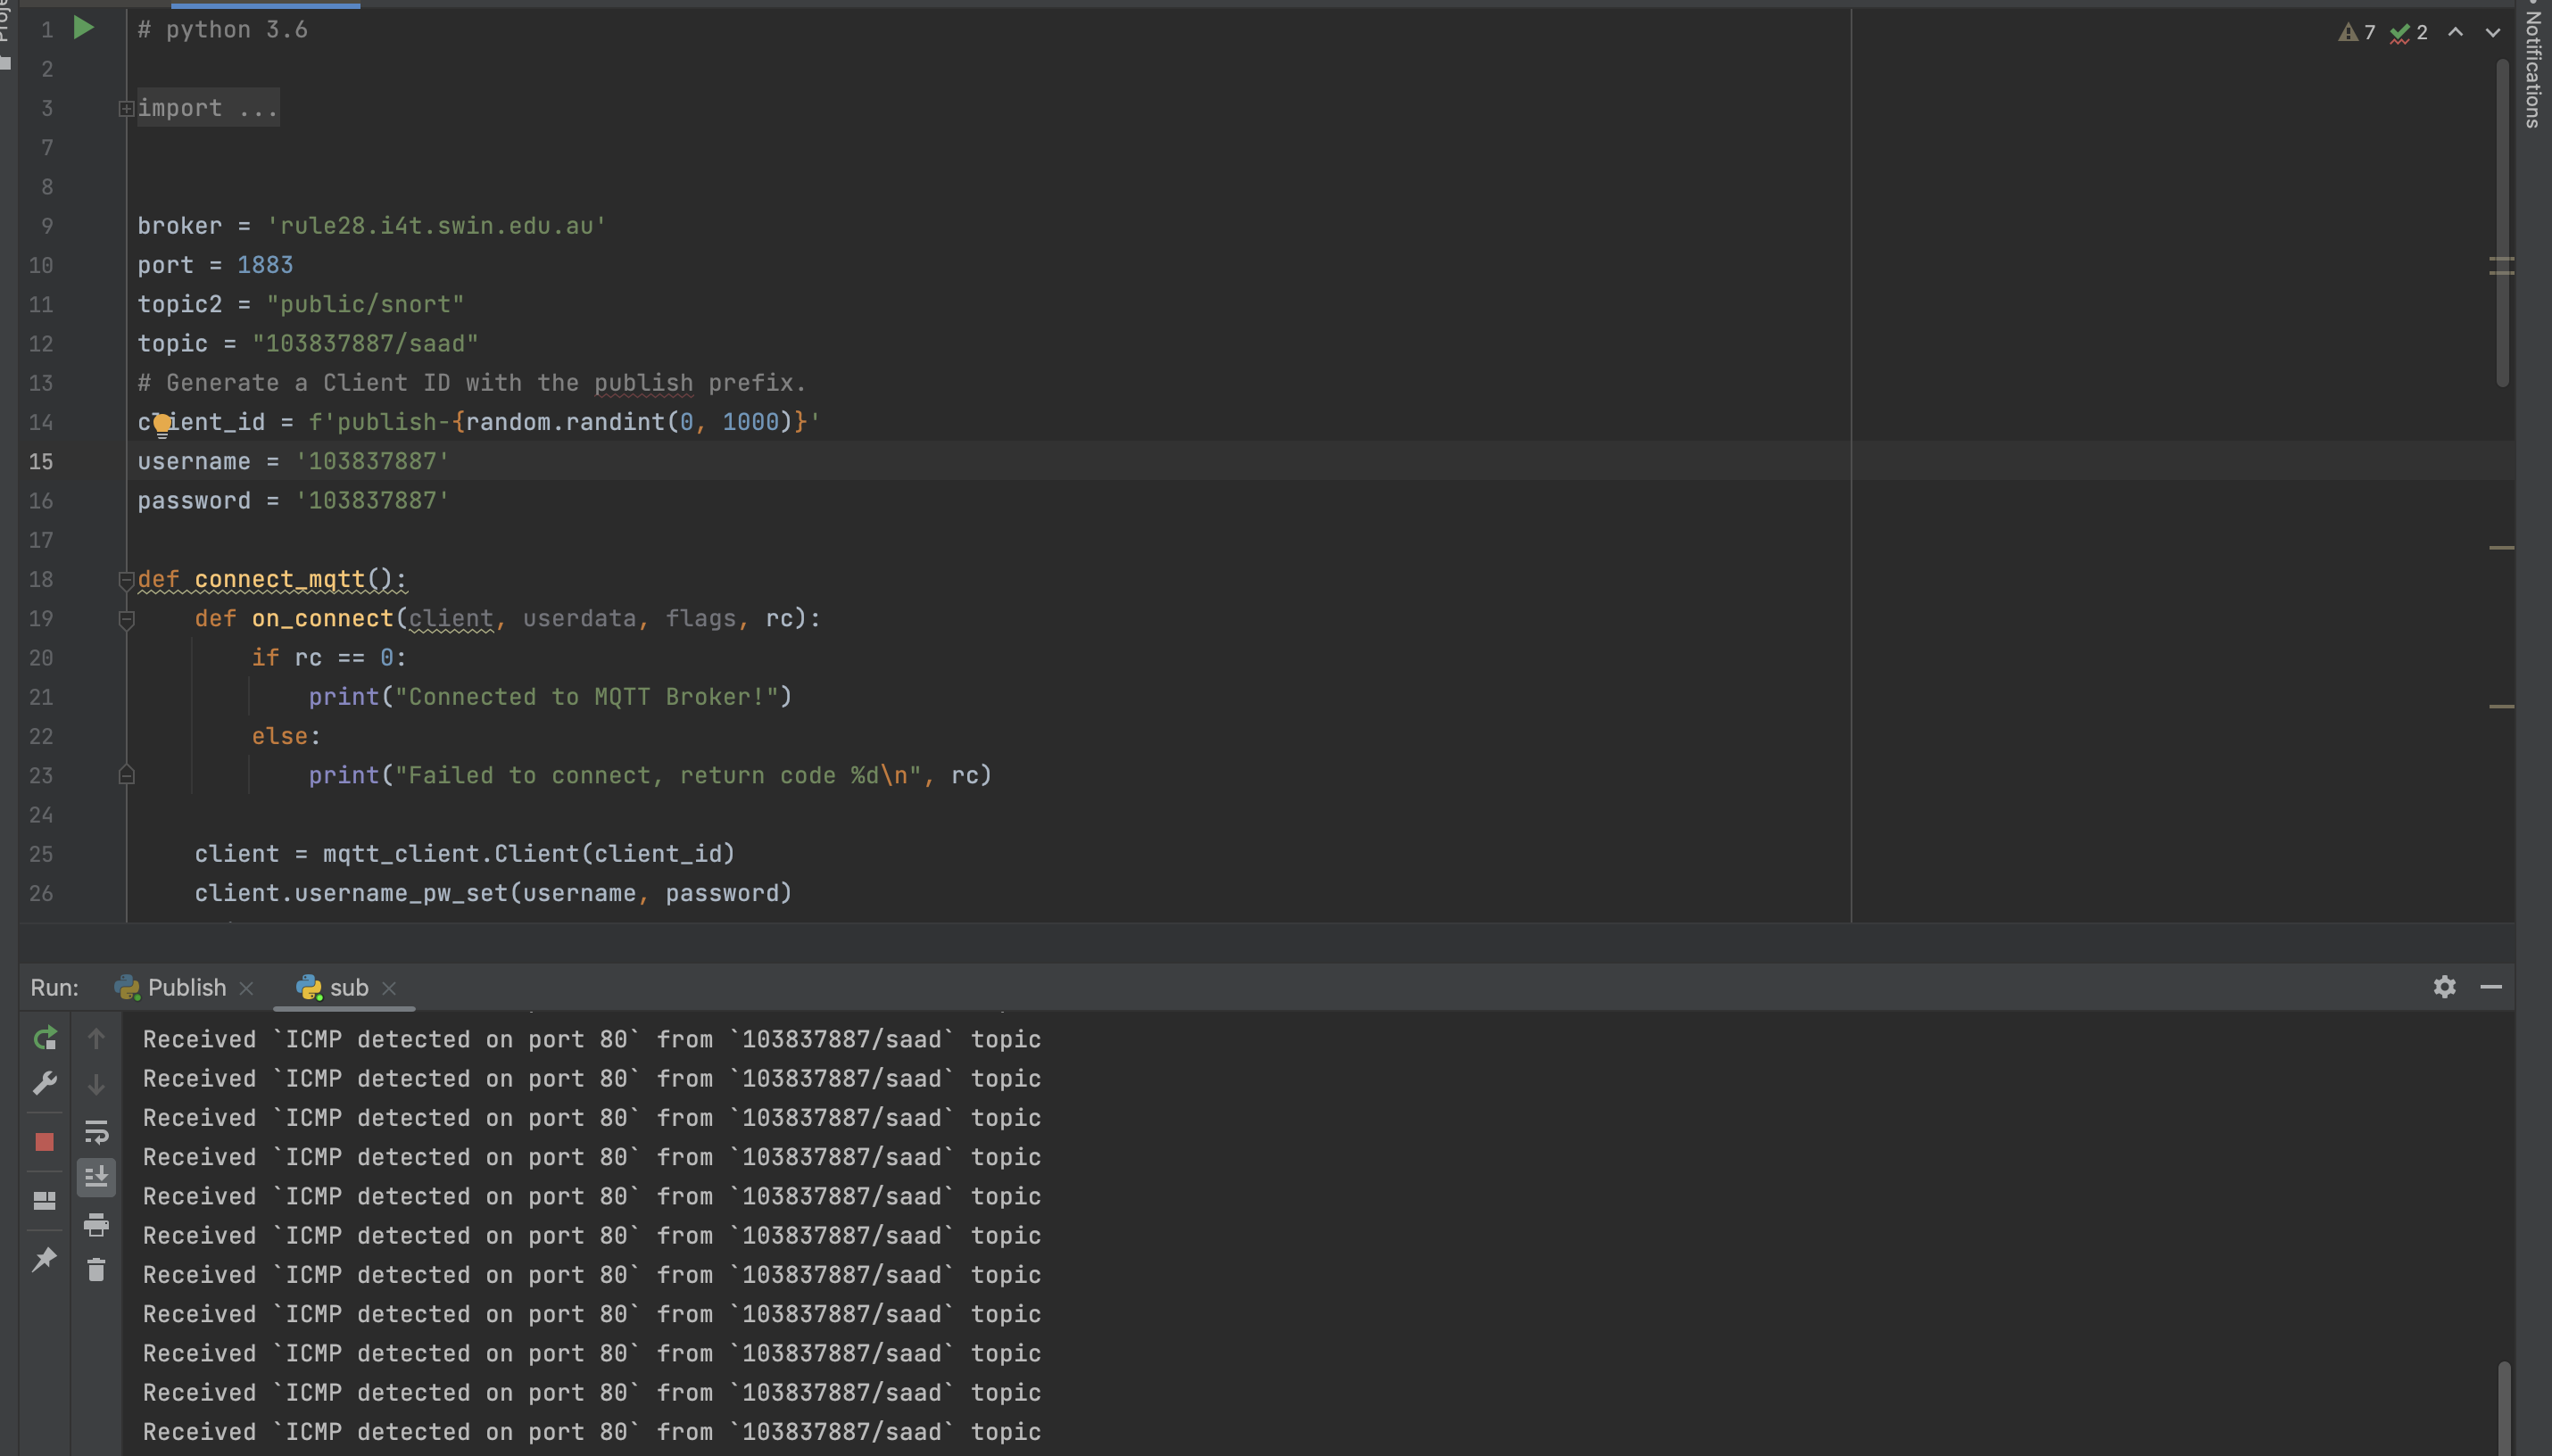 1 # python 3.6
2
3 import ...
7
8
9 broker = 'rule28.i4t.swin.edu.au'
10 port = 1883
11 topic2 = "public/snort"
12 topic = "103837887/saad"
13 # Generate a Client ID with the publish prefix.
14 client_id = f'publish-{random.randint(0, 1000)}'
15 username = '103837887'
16 password = '103837887'
17
18 def connect_mqtt():
19     def on_connect(client, userdata, flags, rc):
20         if rc == 0:
21             print("Connected to MQTT Broker!")
22         else:
23             print("Failed to connect, return code %d\n", rc)
24
25     client = mqtt_client.Client(client_id)
26     client.username_pw_set(username, password)
7 2
Notifications
Run: Publish sub
Received `ICMP detected on port 80` from `103837887/saad` topic
Received `ICMP detected on port 80` from `103837887/saad` topic
Received `ICMP detected on port 80` from `103837887/saad` topic
Received `ICMP detected on port 80` from `103837887/saad` topic
Received `ICMP detected on port 80` from `103837887/saad` topic
Received `ICMP detected on port 80` from `103837887/saad` topic
Received `ICMP detected on port 80` from `103837887/saad` topic
Received `ICMP detected on port 80` from `103837887/saad` topic
Received `ICMP detected on port 80` from `103837887/saad` topic
Received `ICMP detected on port 80` from `103837887/saad` topic
Received `ICMP detected on port 80` from `103837887/saad` topic